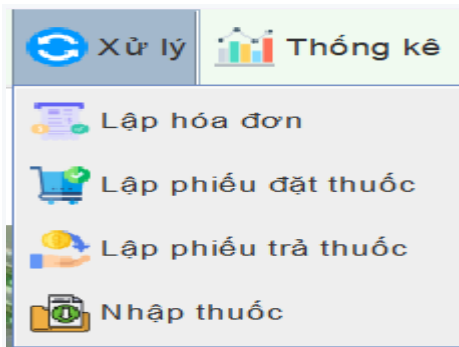 Xử lý Thống kê
Lập hóa đơn
Lập phiếu đặt thuốc
Lập phiếu trả thuốc
Nhập thuốc